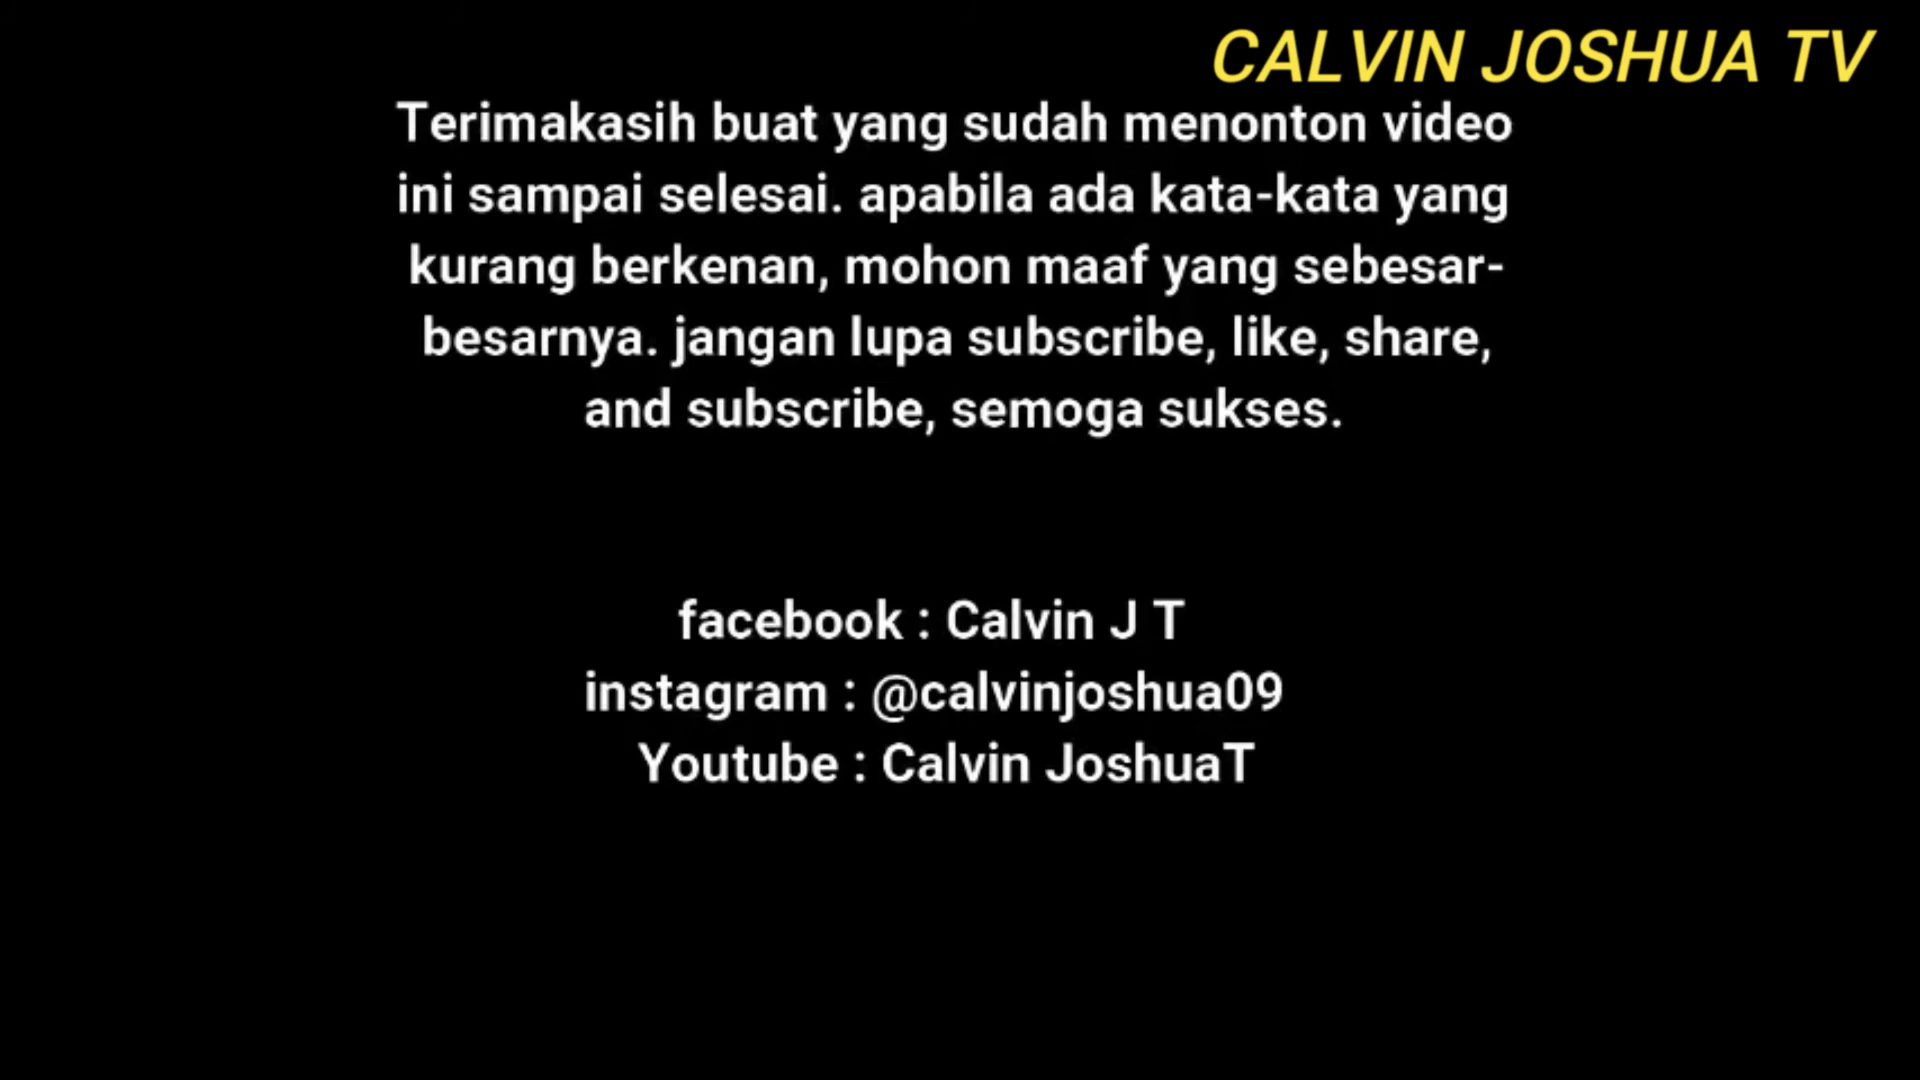 CALVIN JOSHUA TV
Terimakasih buat yang sudah menonton video
ini sampai selesai. apabila ada kata-kata yang
kurang berkenan, mohon maaf yang sebesar-
besarnya. jangan lupa subscribe, like, share,
and subscribe, semoga sukses.
facebook : Calvin J T
instagram : @calvinjoshua09
Youtube : Calvin JoshuaT